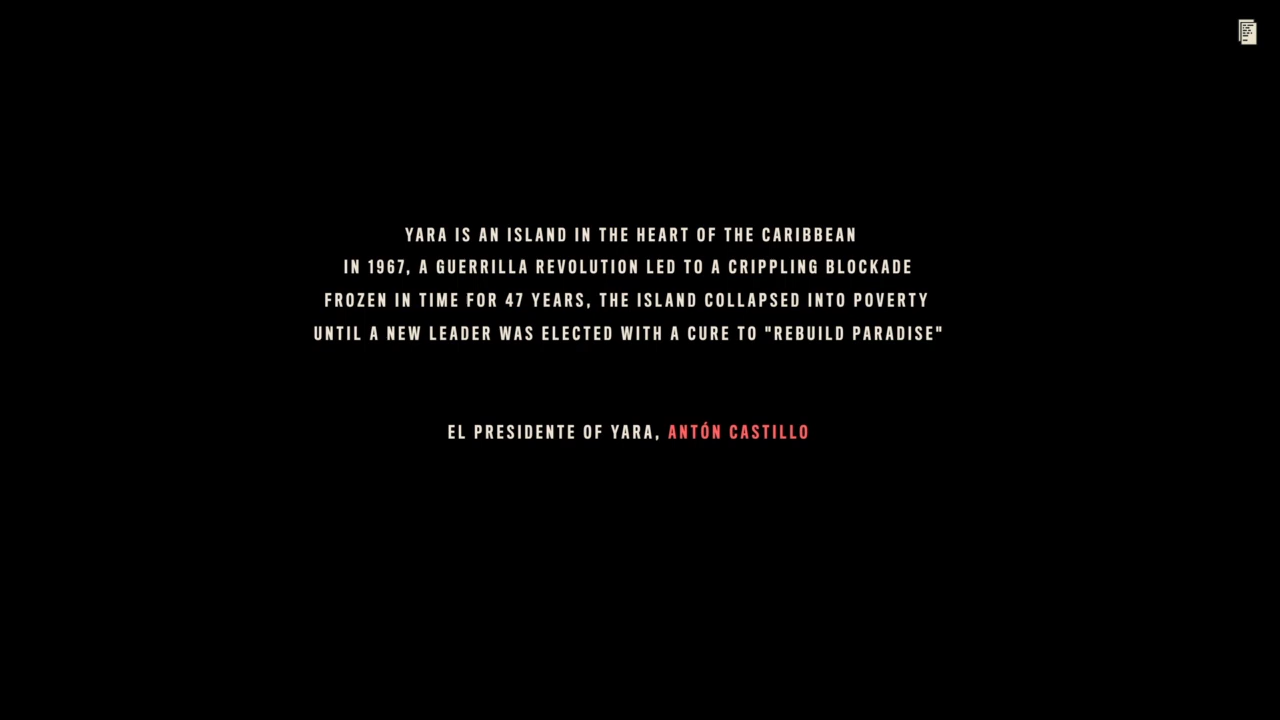 YARA IS AN ISLAND IN THE HEART OF THE CARIBBEAN
IN 1967, A GUERRILLA REVOLUTION LED TO A CRIPPLING BLOCKADE
FROZEN IN TIME FOR 47 YEARS, THE ISLAND COLLAPSED INTO POVERTY
UNTIL A NEW LEADER WAS ELECTED WITH A CURE TO "REBUILD PARADISE"
EL PRESIDENTE OF YARA, ANTÓN CASTILLO